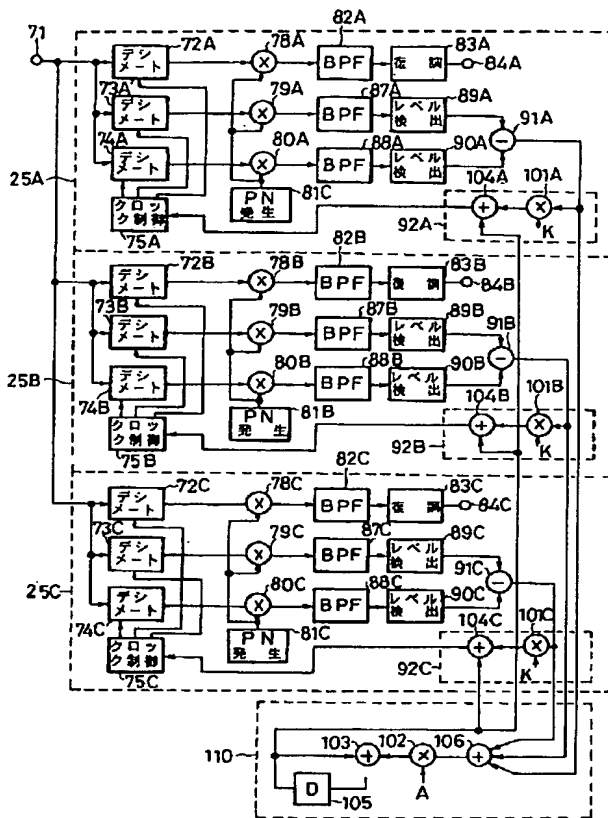 71
72A
デシメート
78A
×
82A
BPF
83A
復調
84A
73A
デシメート
79A
×
87A
BPF
89A
レベル検出
91A
−
74A
デシメート
80A
×
88A
BPF
90A
レベル検出
25A
クロック制御
75A
PN発生
81C
104A
+
101A
×
92A
K
72B
デシメート
78B
×
82B
BPF
83B
復調
84B
73B
デシメート
79B
×
87B
BPF
89B
レベル検出
91B
−
74B
デシメート
80B
×
88B
BPF
90B
レベル検出
25B
クロック制御
75B
PN発生
81B
104B
+
101B
×
92B
K
72C
デシメート
78C
×
82C
BPF
83C
復調
84C
73C
デシメート
79C
×
87C
BPF
89C
レベル検出
91C
−
74C
デシメート
80C
×
88C
BPF
90C
レベル検出
25C
クロック制御
75C
PN発生
81C
104C
+
101C
×
92C
K
110
103
+
102
×
106
+
D
105
A